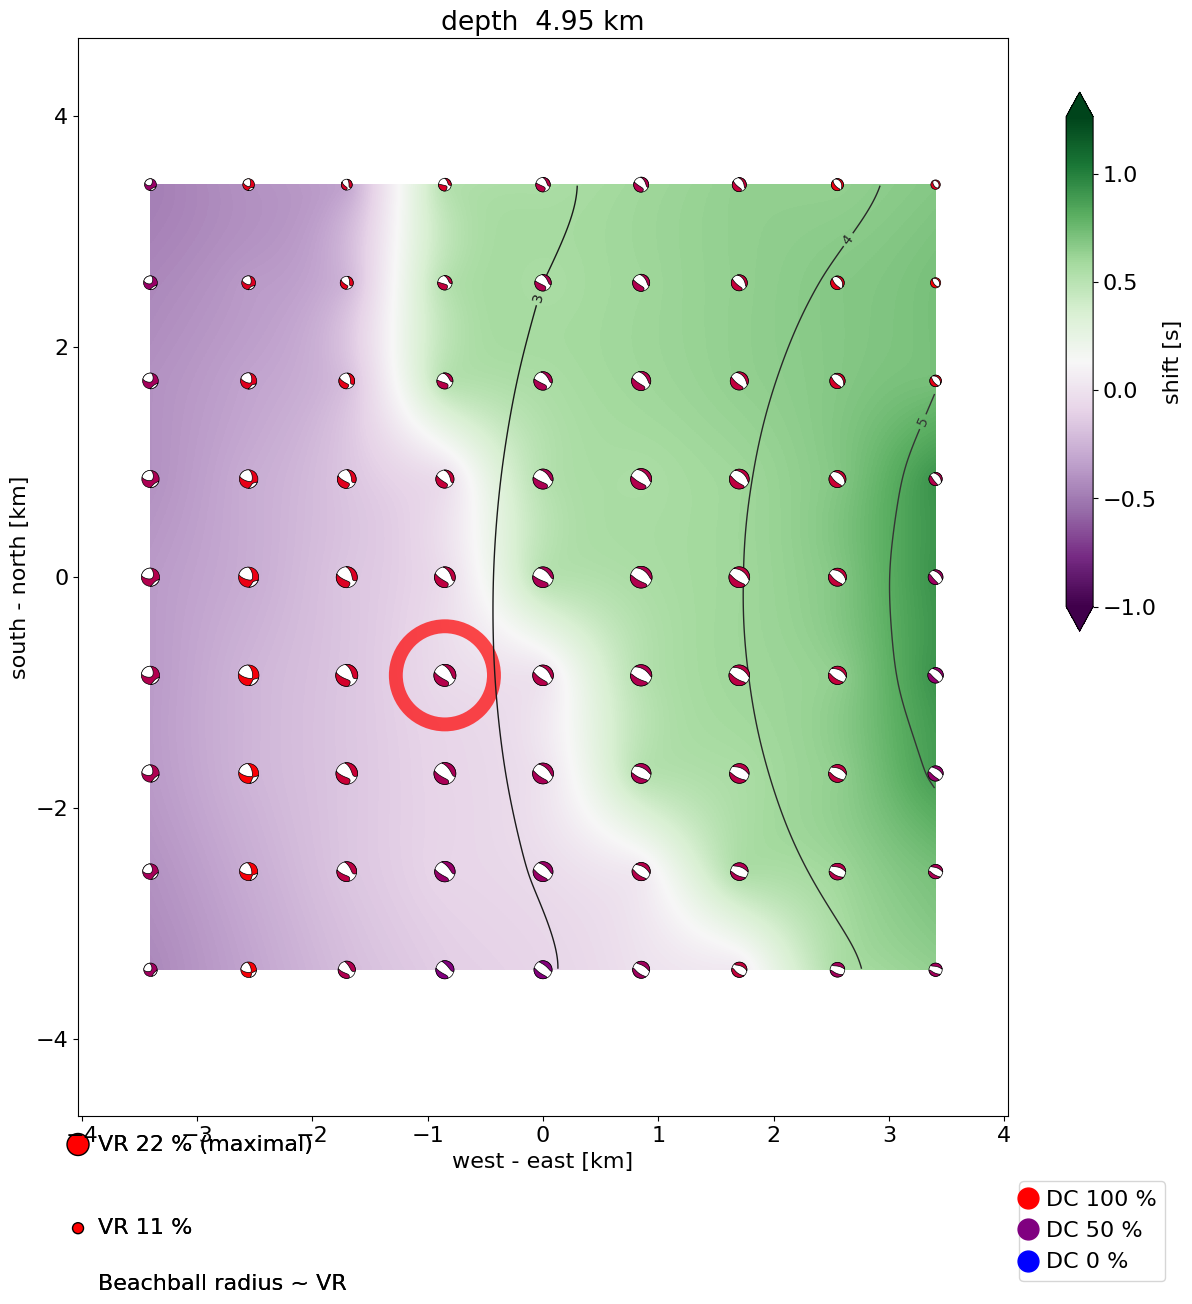 depth  4.95 km
4
2
0
−2
−4
south - north [km]
3
4
5
1.0
0.5
0.0
−0.5
−1.0
shift [s]
−4
−3
−2
−1
0
1
2
3
4
west - east [km]
VR 22 % (maximal)
VR 11 %
Beachball radius ~ VR
DC 100 %
DC 50 %
DC 0 %